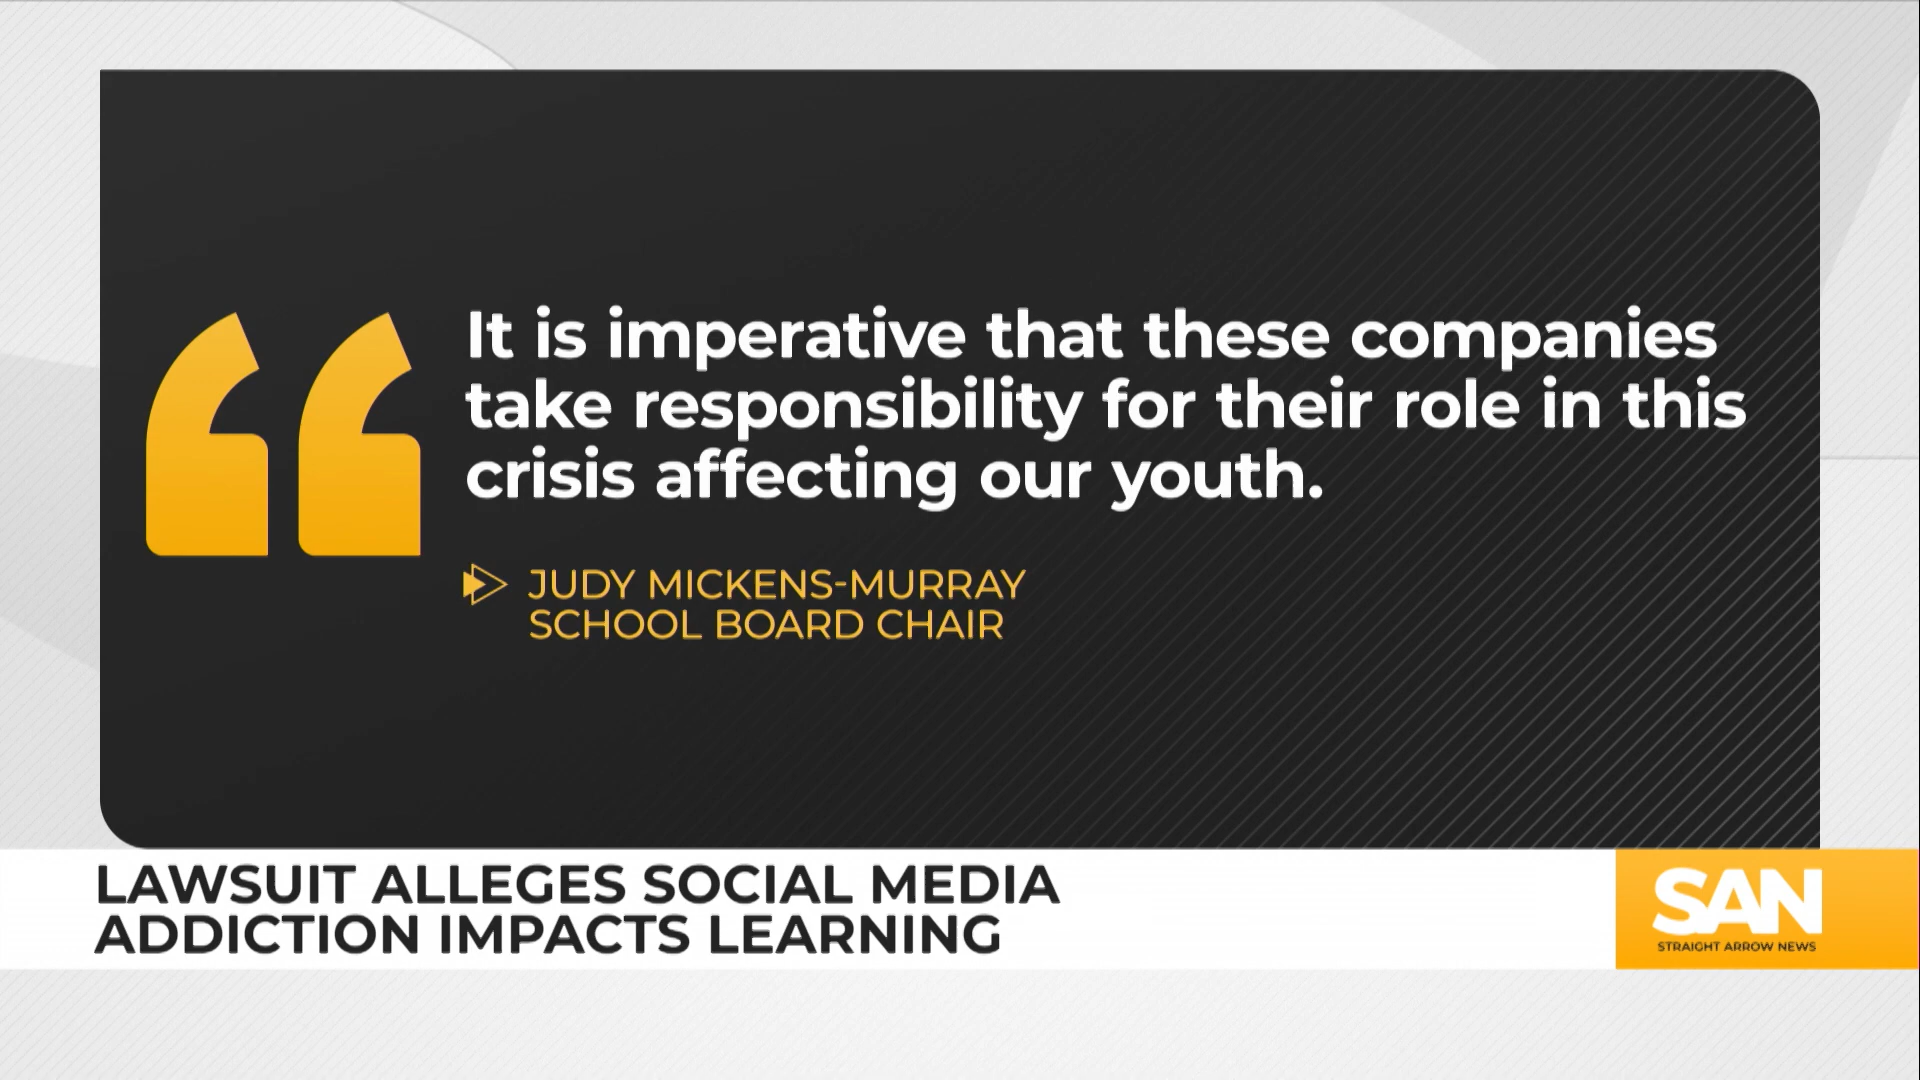 It is imperative that these companies
take responsibility for their role in this
crisis affecting our youth.
JUDY MICKENS-MURRAY
SCHOOL BOARD CHAIR
LAWSUIT ALLEGES SOCIAL MEDIA
ADDICTION IMPACTS LEARNING
SAN
STRAIGHT ARROW NEWS